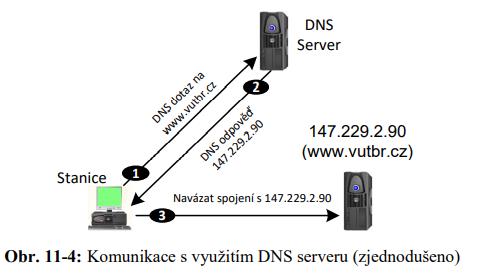 DNS
Server
DNS dotaz na
www.vutbr.cz
2
DNS odpověď
147.229.2.90
147.229.2.90
(www.vutbr.cz)
1
Stanice
Navázat spojení s 147.229.2.90
3
Obr. 11-4: Komunikace s využitím DNS serveru (zjednodušeno)